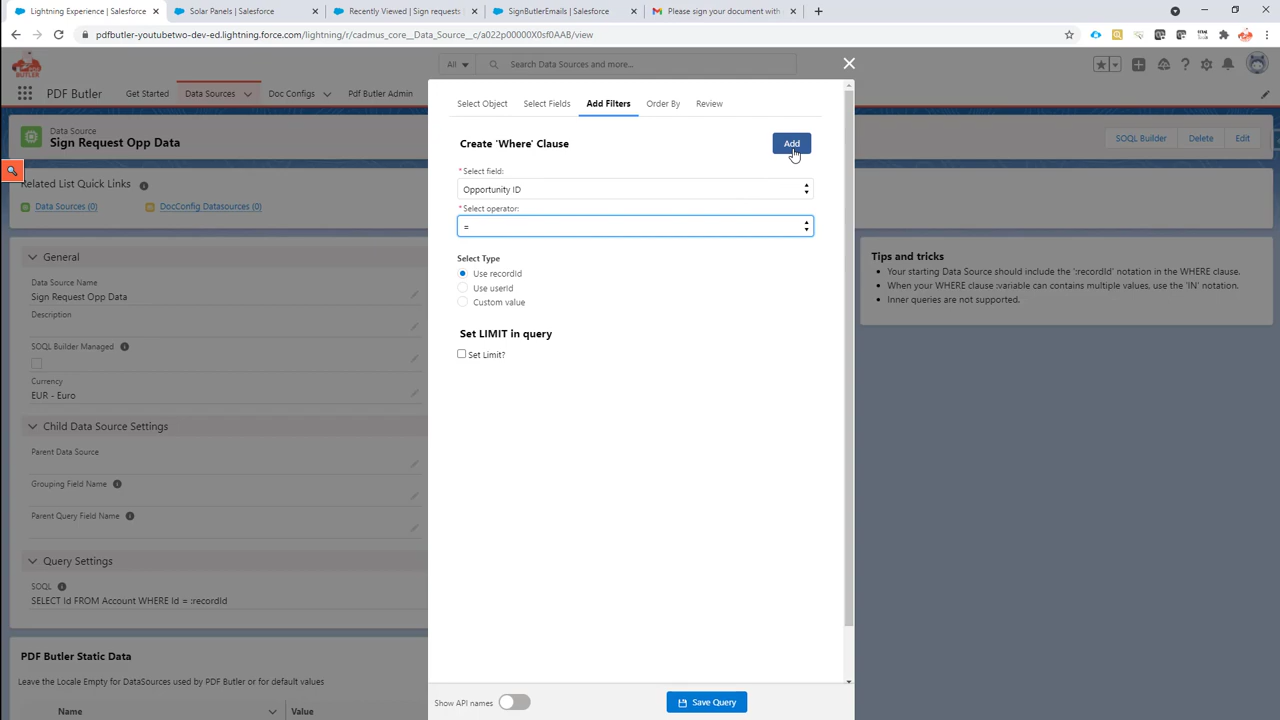 Lightning Experience | Salesforce
Solar Panels | Salesforce
Recently Viewed | Sign requests
SignButlerEmails | Salesforce
Please sign your document with
pdfbutler-youtubetwo-dev-ed.lightning.force.com/lightning/r/cadmus_core__Data_Source__c/a022p00000X0sf0AAB/view
All
Search Data Sources and more...
PDF Butler
Get Started
Data Sources
Doc Configs
Pdf Butler Admin
Data Source
Sign Request Opp Data
SOQL Builder
Delete
Edit
Related List Quick Links
Data Sources (0)
DocConfig Datasources (0)
General
Data Source Name
Sign Request Opp Data
Description
SOQL Builder Managed
Currency
EUR - Euro
Child Data Source Settings
Parent Data Source
Grouping Field Name
Parent Query Field Name
Query Settings
SOQL
SELECT Id FROM Account WHERE Id = :recordId
PDF Butler Static Data
Leave the Locale Empty for DataSources used by PDF Butler or for default values
Name
Value
Select Object
Select Fields
Add Filters
Order By
Review
Create 'Where' Clause
Add
* Select field:
Opportunity ID
* Select operator:
=
Select Type
Use recordId
Use userId
Custom value
Set LIMIT in query
Set Limit?
Show API names
Save Query
Tips and tricks
• Your starting Data Source should include the ':recordId' notation in the WHERE clause.
• When your WHERE clause :variable can contains multiple values, use the 'IN' notation.
• Inner queries are not supported.